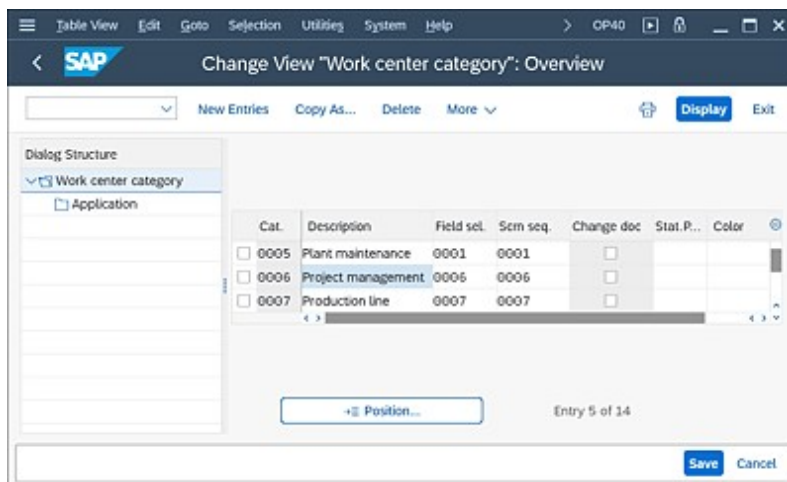 Table View Edit Goto Selection Utilities System Help > OP40
< SAP Change View "Work center category": Overview
New Entries Copy As... Delete More Display Exit
Dialog Structure
Work center category
Application
Cat. Description Field sel. Scrn seq. Change doc Stat.P... Color
0005 Plant maintenance 0001 0001
0006 Project management 0006 0006
0007 Production line 0007 0007
Position... Entry 5 of 14
Save Cancel